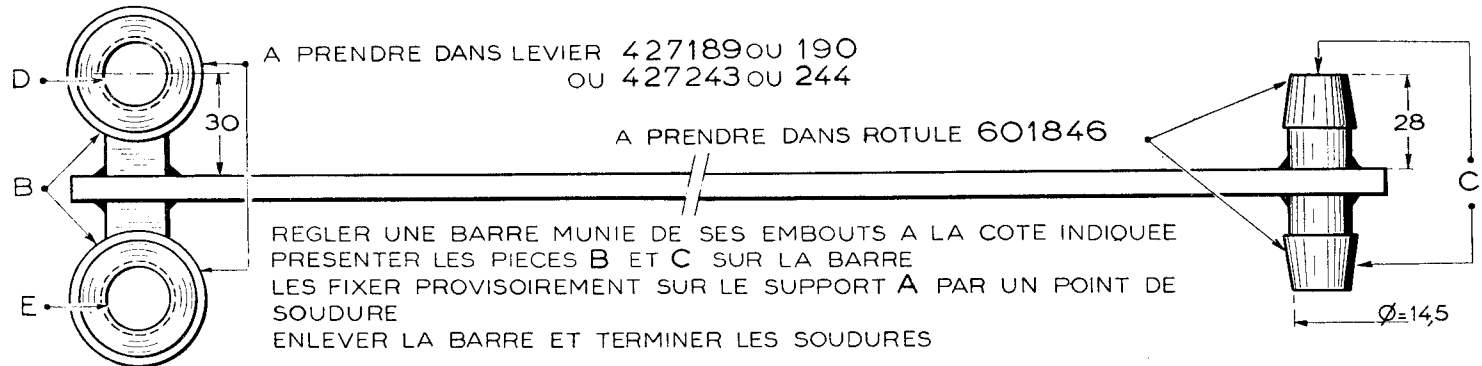 A PRENDRE DANS LEVIER 427189 OU 190
OU 427243 OU 244
D
30
A PRENDRE DANS ROTULE 601846
28
B
C
REGLER UNE BARRE MUNIE DE SES EMBOUTS A LA COTE INDIQUEE
PRESENTER LES PIECES B ET C SUR LA BARRE
LES FIXER PROVISOIREMENT SUR LE SUPPORT A PAR UN POINT DE
SOUDURE
ENLEVER LA BARRE ET TERMINER LES SOUDURES
E
Ø=14,5